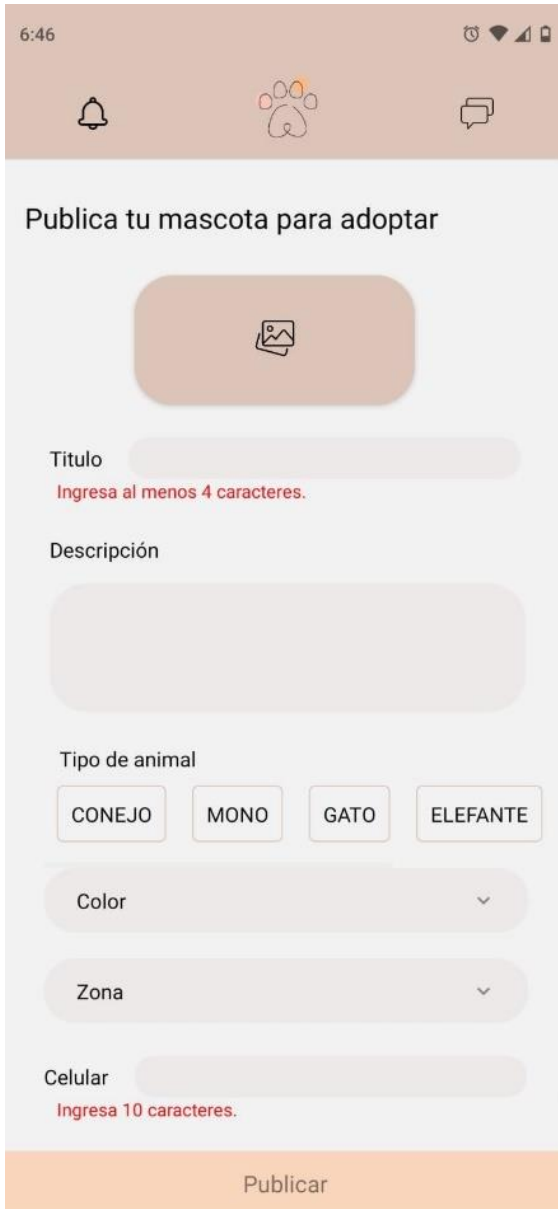 6:46
Publica tu mascota para adoptar
Titulo
Ingresa al menos 4 caracteres.
Descripción
Tipo de animal
CONEJO MONO GATO ELEFANTE
Color
Zona
Celular
Ingresa 10 caracteres.
Publicar